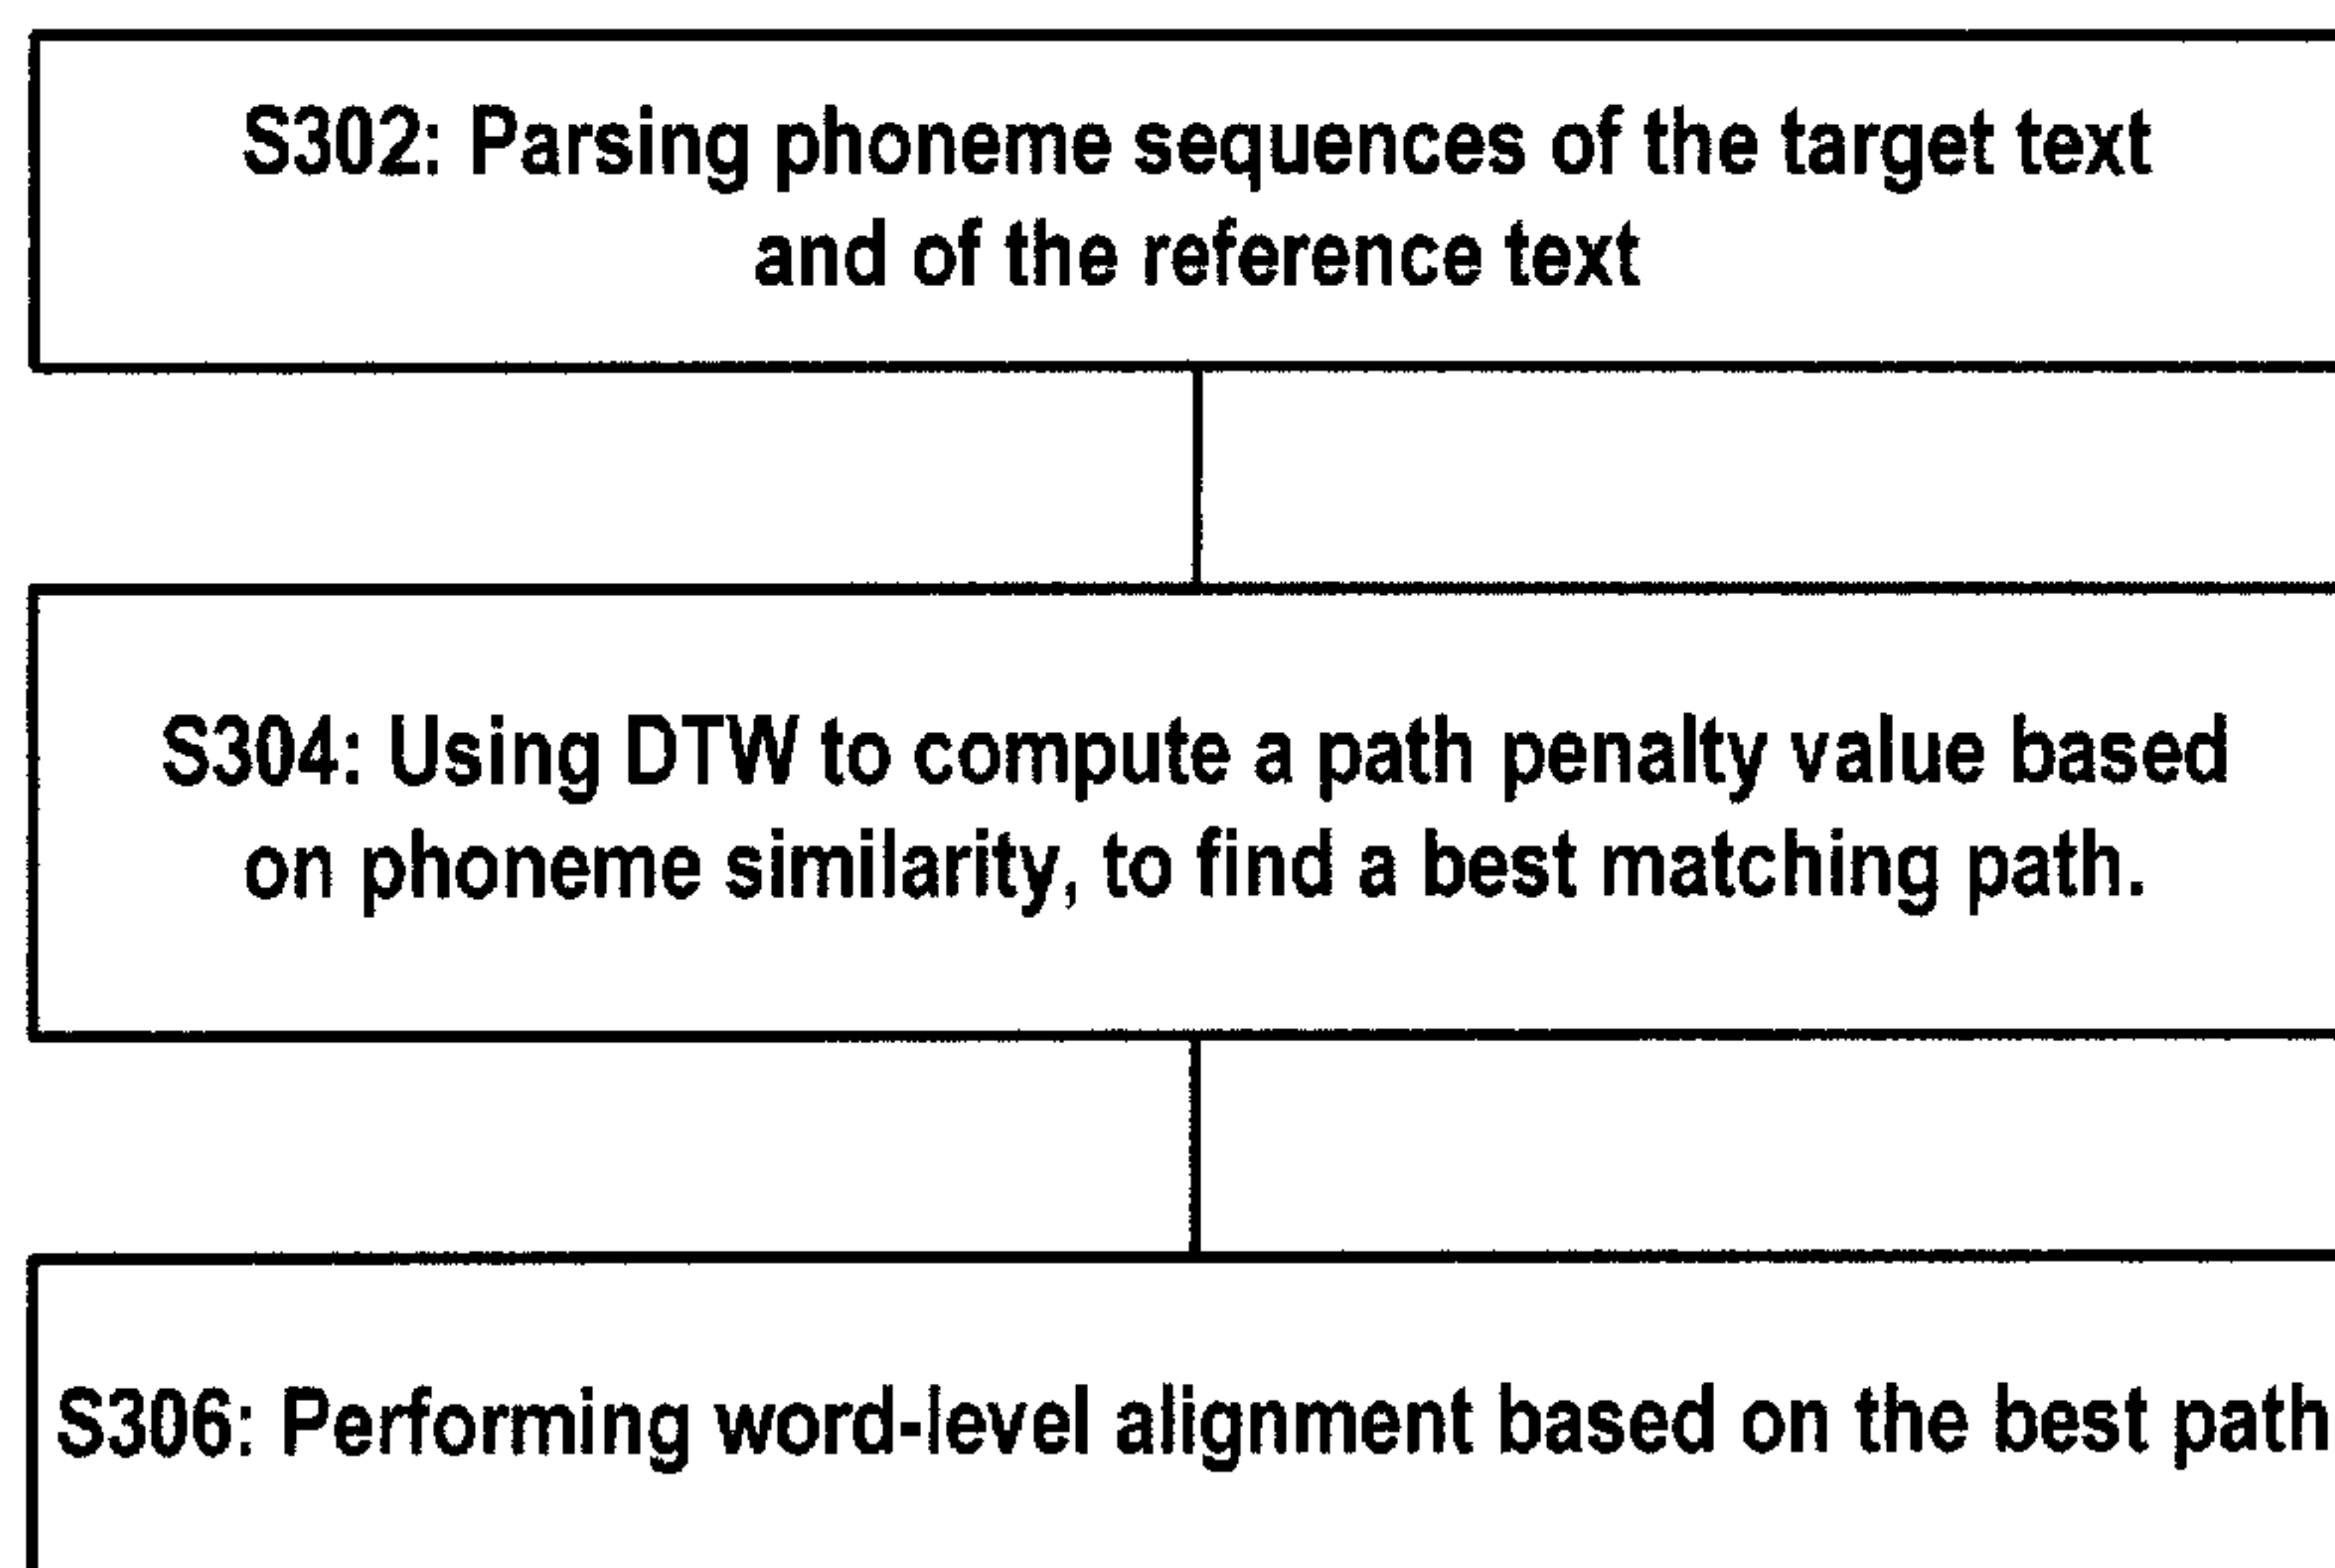 S302: Parsing phoneme sequences of the target text
and of the reference text
S304: Using DTW to compute a path penalty value based
on phoneme similarity, to find a best matching path.
S306: Performing word-level alignment based on the best path